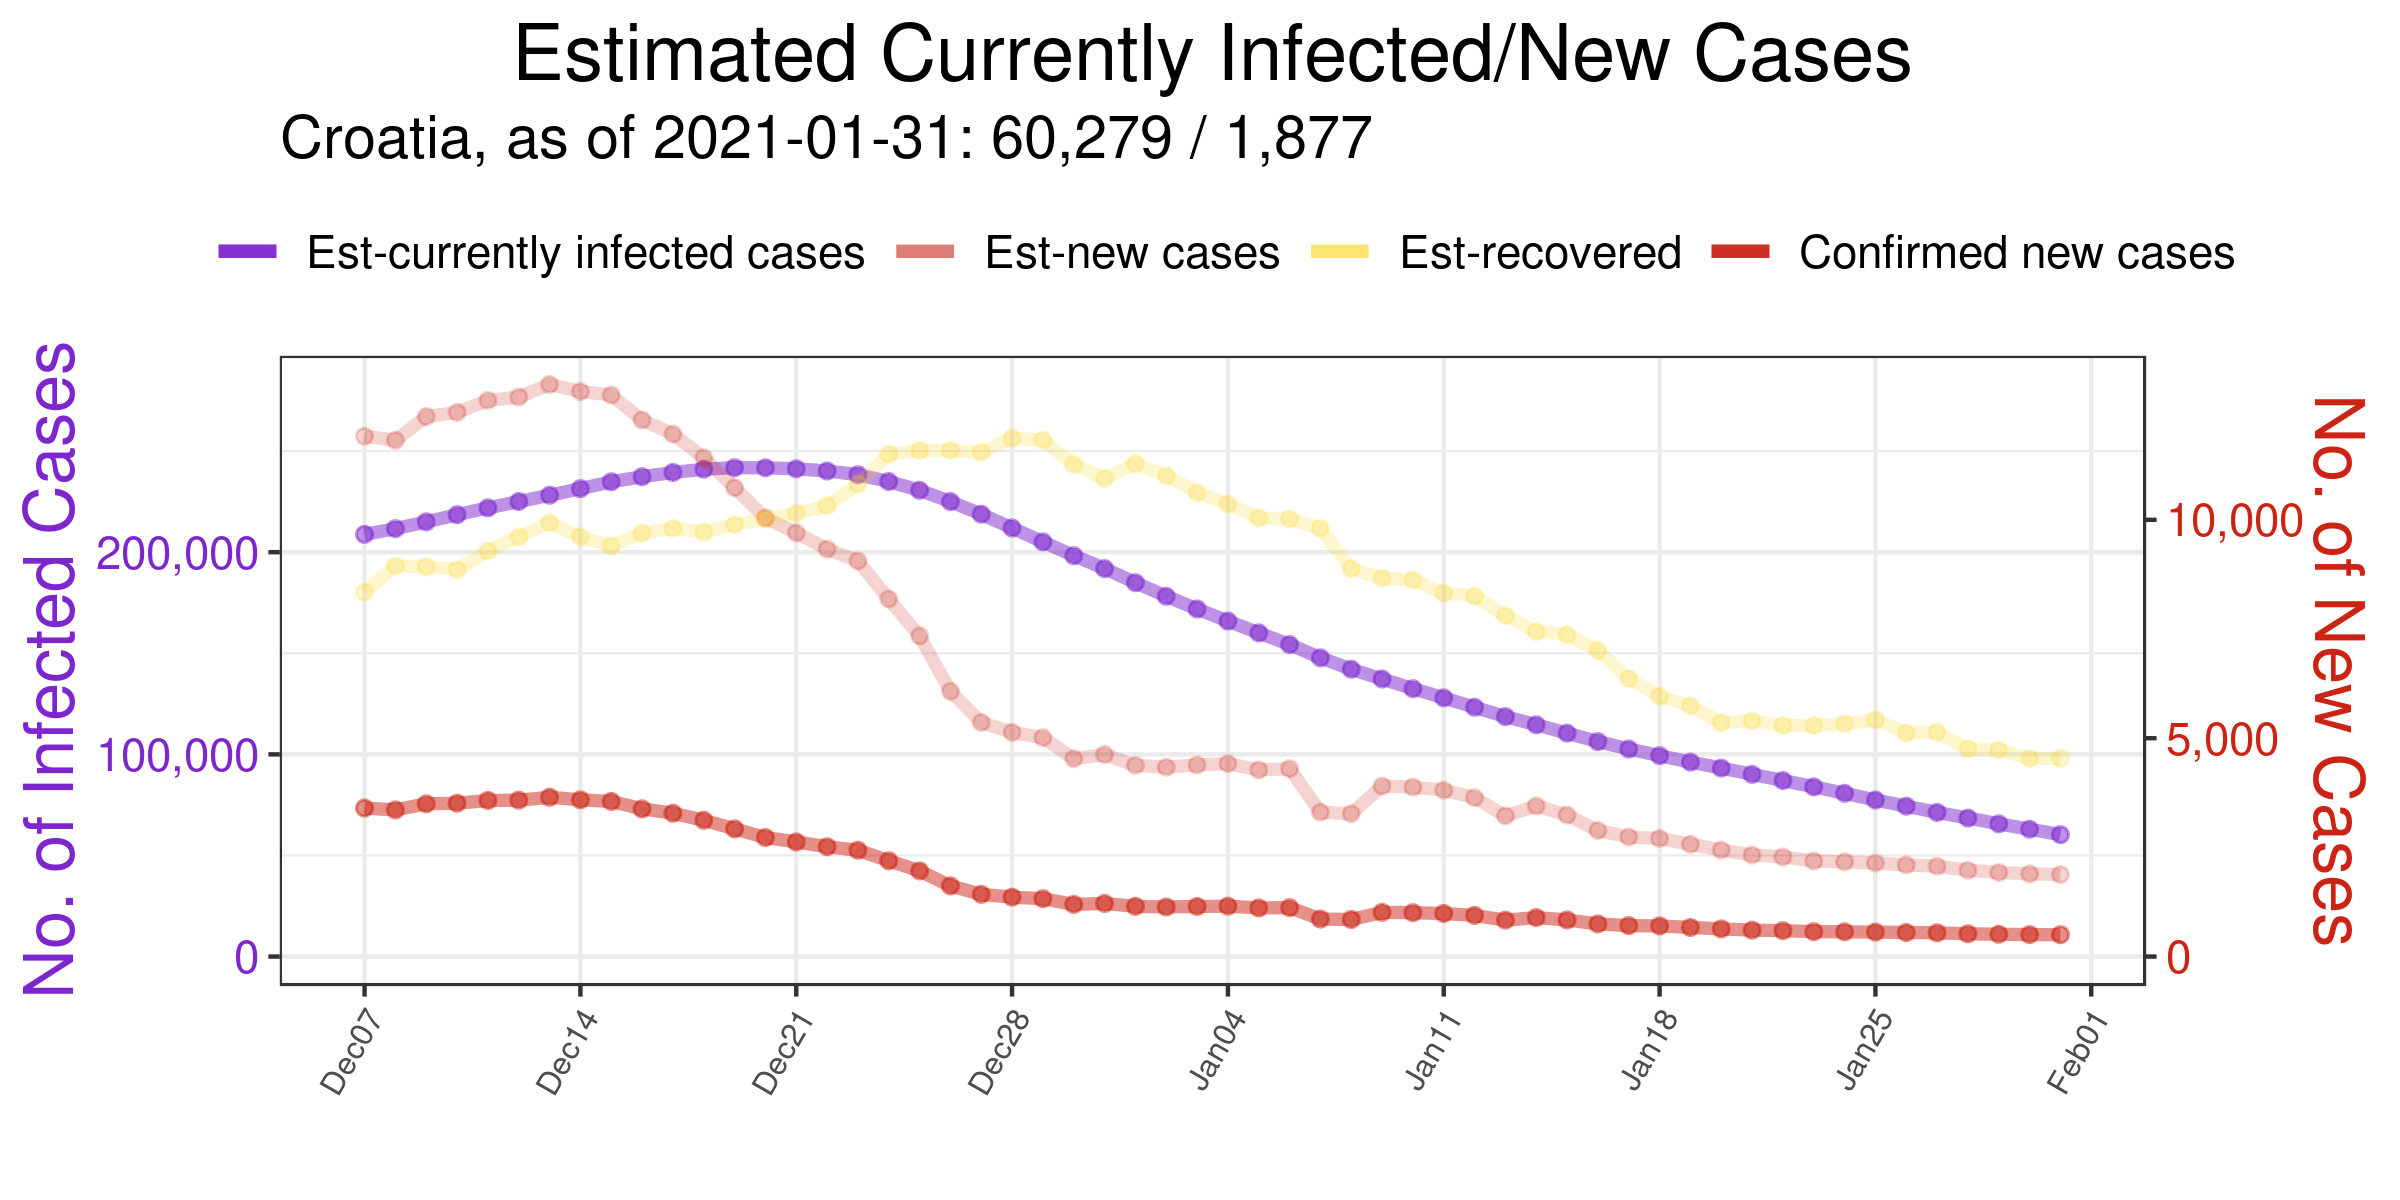 Estimated Currently Infected/New Cases
Croatia, as of 2021-01-31: 60,279 / 1,877
Est-currently infected cases Est-new cases Est-recovered Confirmed new cases
No. of Infected Cases
200,000
100,000
0
10,000
5,000
0
No. of New Cases
Dec07 Dec14 Dec21 Dec28 Jan04 Jan11 Jan18 Jan25 Feb01